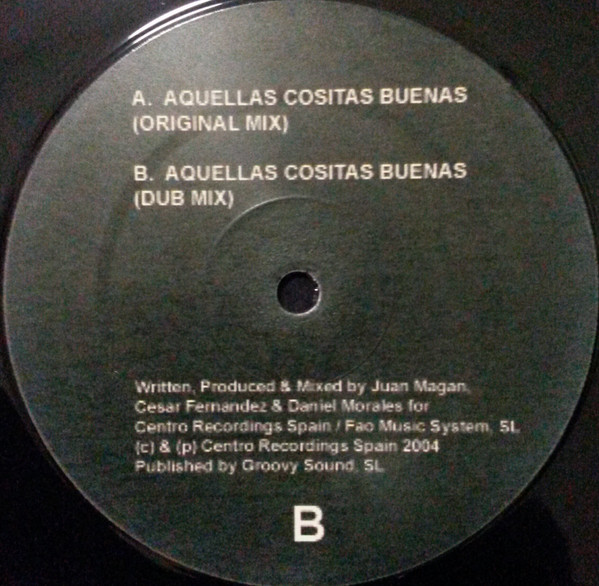 A. AQUELLAS COSITAS BUENAS
(ORIGINAL MIX)
B. AQUELLAS COSITAS BUENAS
(DUB MIX)
Written, Produced & Mixed by Juan Magan,
Cesar Fernandez & Daniel Morales for
Centro Recordings Spain / Fao Music System, SL
(c) & (p) Centro Recordings Spain 2004
Published by Groovy Sound, SL
B